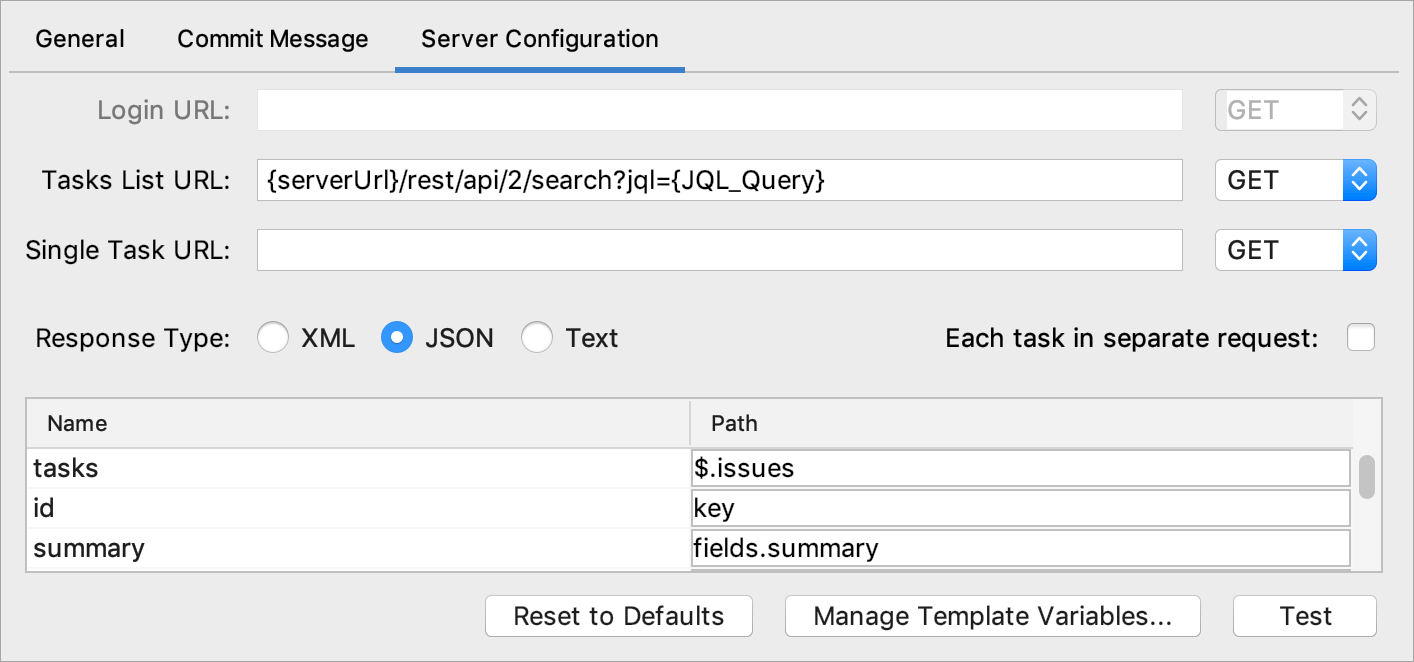 General Commit Message Server Configuration
Login URL: GET
Tasks List URL: {serverUrl}/rest/api/2/search?jql={JQL_Query} GET
Single Task URL: GET
Response Type: XML JSON Text Each task in separate request:
Name Path
tasks $.issues
id key
summary fields.summary
Reset to Defaults Manage Template Variables... Test